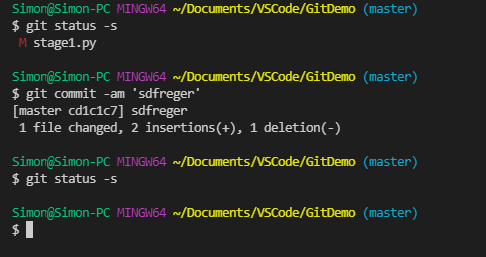 Simon@Simon-PC MINGW64 ~/Documents/VSCode/GitDemo (master)
$ git status -s
 M stage1.py
Simon@Simon-PC MINGW64 ~/Documents/VSCode/GitDemo (master)
$ git commit -am 'sdfreger'
[master cd1c1c7] sdfreger
 1 file changed, 2 insertions(+), 1 deletion(-)
Simon@Simon-PC MINGW64 ~/Documents/VSCode/GitDemo (master)
$ git status -s
Simon@Simon-PC MINGW64 ~/Documents/VSCode/GitDemo (master)
$